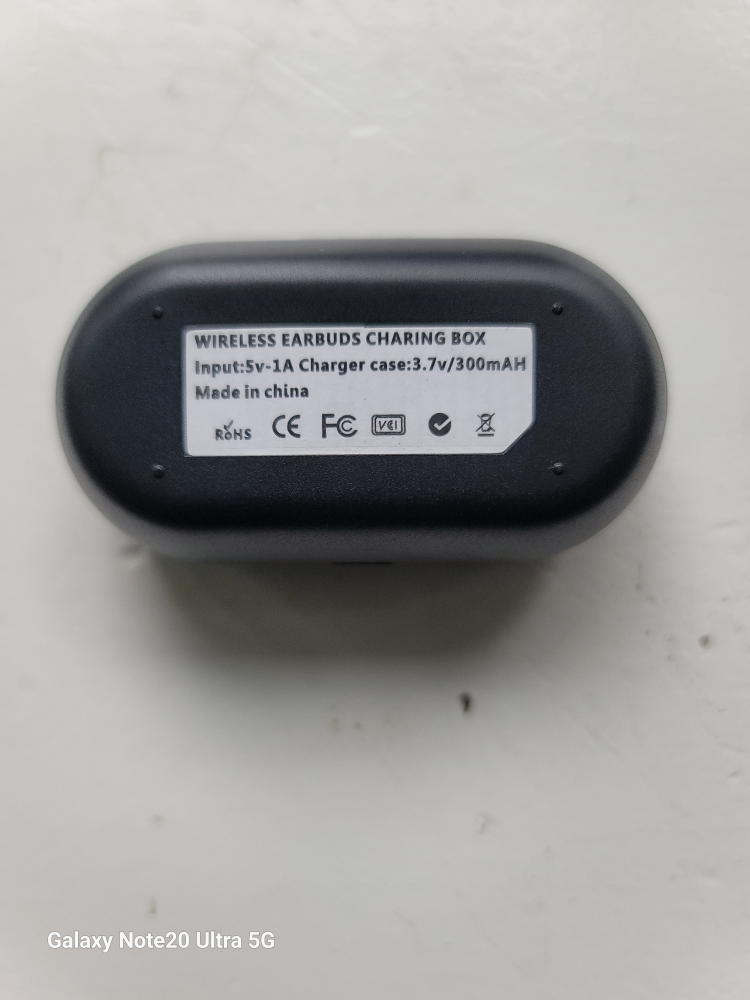 WIRELESS EARBUDS CHARING BOX
Input:5v-1A Charger case:3.7v/300mAH
Made in china
RoHS CE FC VCI
Galaxy Note20 Ultra 5G